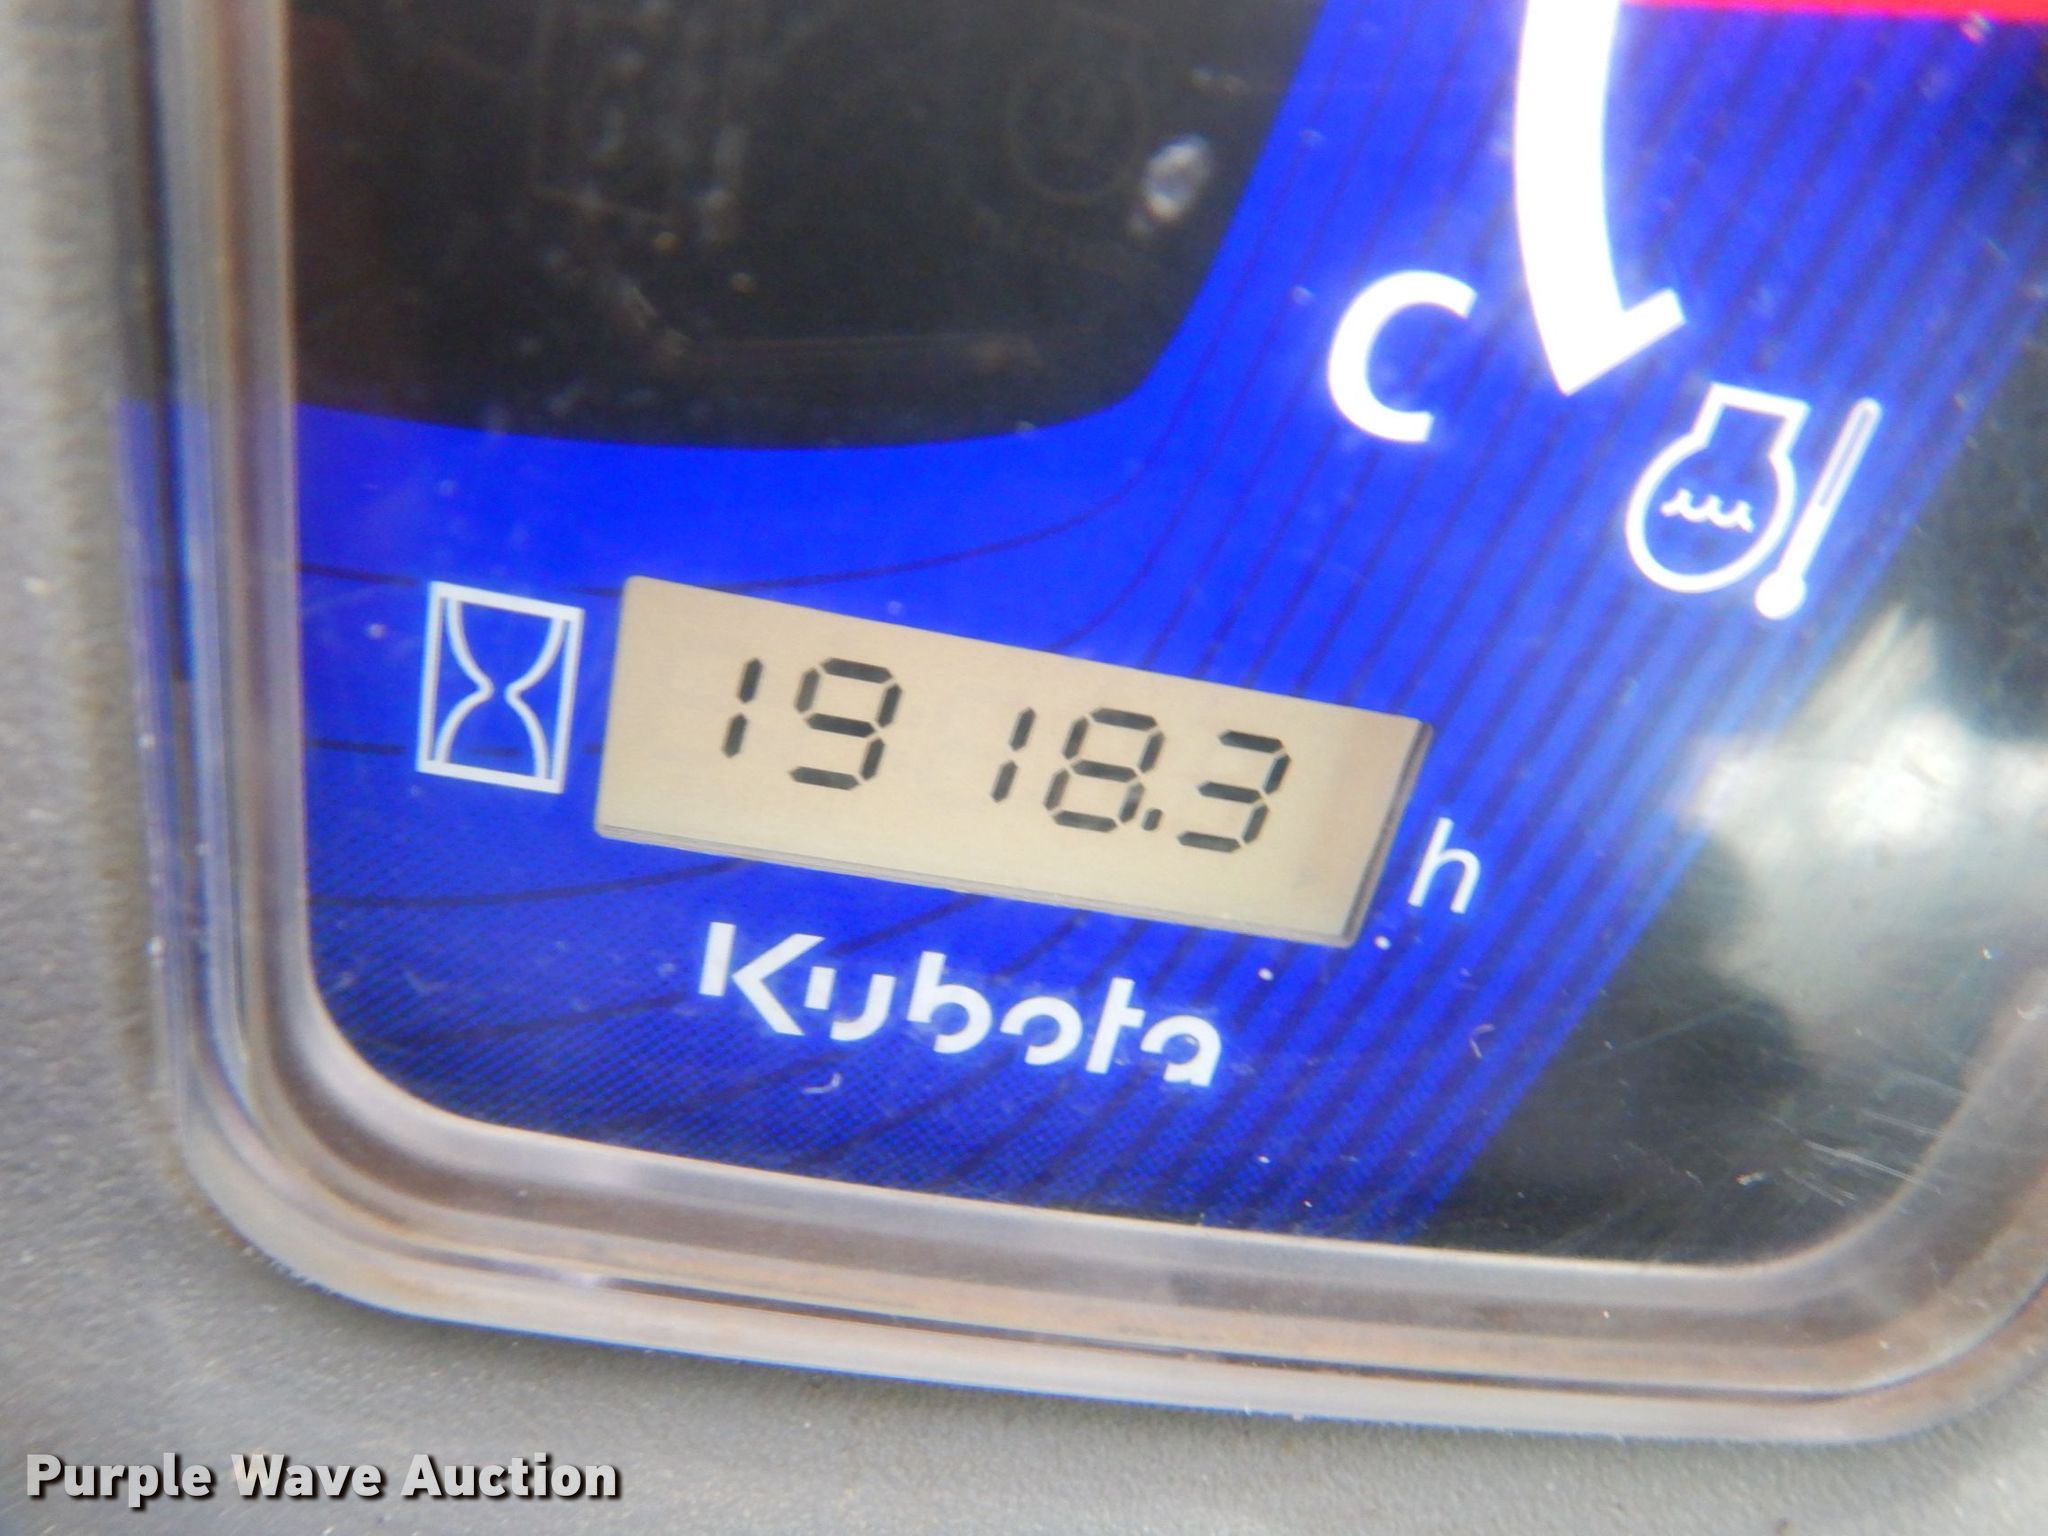 C
1918.3
h
Kubota
Purple Wave Auction